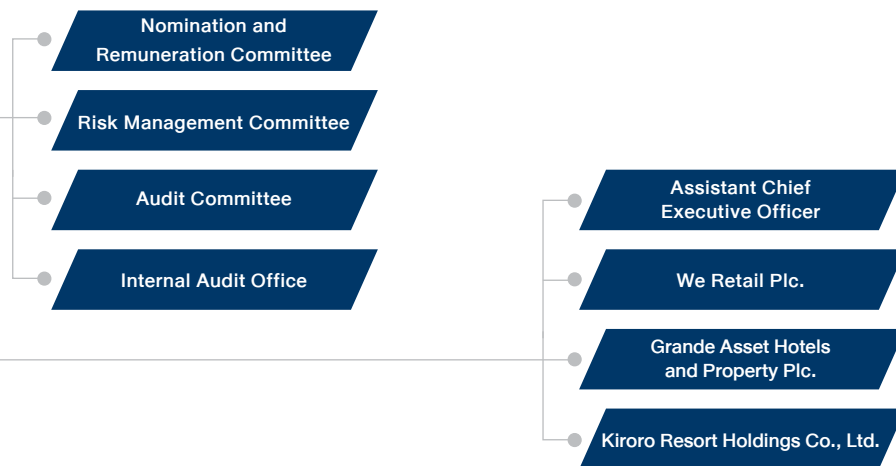 Nomination and
Remuneration Committee
Risk Management Committee
Audit Committee
Internal Audit Office
Assistant Chief
Executive Officer
We Retail Plc.
Grande Asset Hotels
and Property Plc.
Kiroro Resort Holdings Co., Ltd.